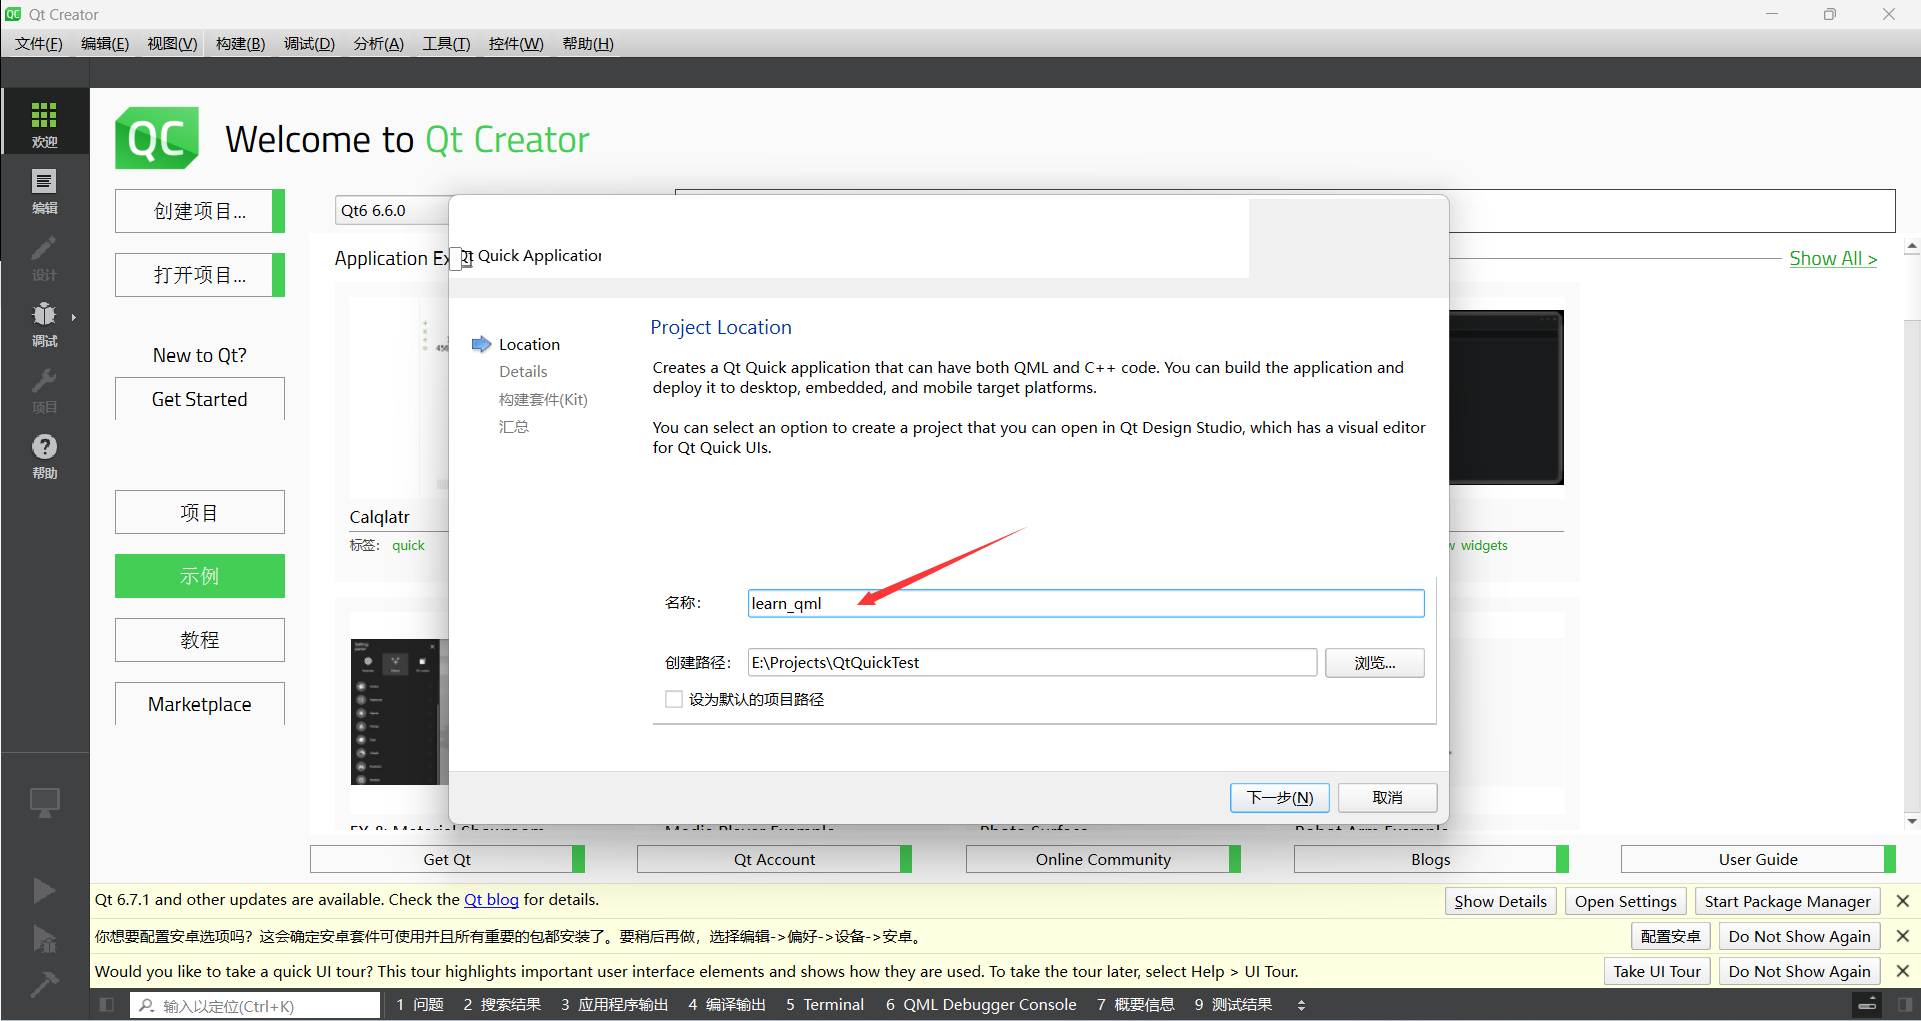 Qt Creator
文件(F) 编辑(E) 视图(V) 构建(B) 调试(D) 分析(A) 工具(T) 控件(W) 帮助(H)
欢迎
编辑
设计
调试
项目
帮助
QC
Welcome to Qt Creator
创建项目...
打开项目...
New to Qt?
Get Started
项目
示例
教程
Marketplace
Qt6 6.6.0
Application Ex
Show All >
Calqlatr
标签: quick
widgets
Qt Quick Application
Location
Details
构建套件(Kit)
汇总
Project Location
Creates a Qt Quick application that can have both QML and C++ code. You can build the application and
deploy it to desktop, embedded, and mobile target platforms.
You can select an option to create a project that you can open in Qt Design Studio, which has a visual editor
for Qt Quick UIs.
名称: learn_qml
创建路径: E:\Projects\QtQuickTest 浏览...
设为默认的项目路径
下一步(N) 取消
Get Qt Qt Account Online Community Blogs User Guide
Qt 6.7.1 and other updates are available. Check the Qt blog for details. Show Details Open Settings Start Package Manager
你想要配置安卓选项吗？这会确定安卓套件可使用并且所有重要的包都安装了。要稍后再做，选择编辑->偏好->设备->安卓。 配置安卓 Do Not Show Again
Would you like to take a quick UI tour? This tour highlights important user interface elements and shows how they are used. To take the tour later, select Help > UI Tour. Take UI Tour Do Not Show Again
输入以定位(Ctrl+K) 1 问题 2 搜索结果 3 应用程序输出 4 编译输出 5 Terminal 6 QML Debugger Console 7 概要信息 9 测试结果